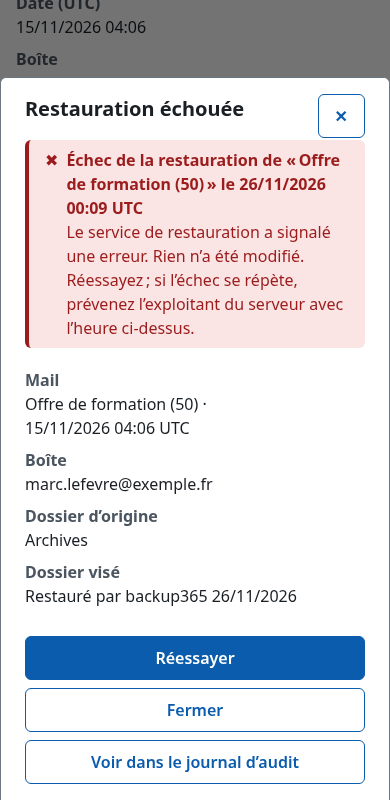 Date (UTC)
15/11/2026 04:06
Boîte
Restauration échouée
×
✖ Échec de la restauration de « Offre
de formation (50) » le 26/11/2026
00:09 UTC
Le service de restauration a signalé
une erreur. Rien n’a été modifié.
Réessayez ; si l’échec se répète,
prévenez l’exploitant du serveur avec
l’heure ci-dessus.
Mail
Offre de formation (50) ·
15/11/2026 04:06 UTC
Boîte
marc.lefevre@exemple.fr
Dossier d’origine
Archives
Dossier visé
Restauré par backup365 26/11/2026
Réessayer
Fermer
Voir dans le journal d’audit